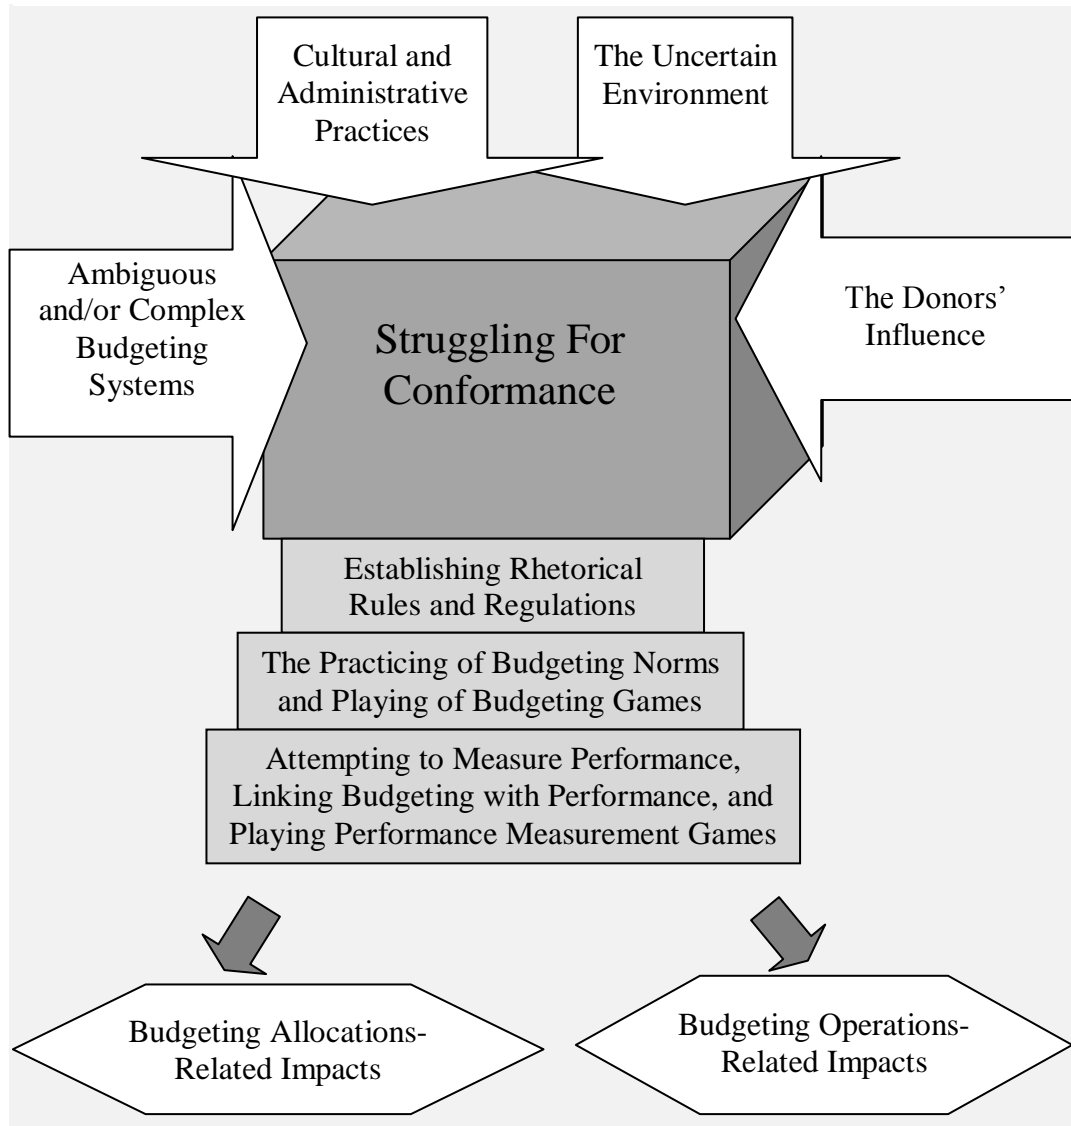 Cultural and
Administrative
Practices
The Uncertain
Environment
Ambiguous
and/or Complex
Budgeting
Systems
Struggling For
Conformance
The Donors’
Influence
Establishing Rhetorical
Rules and Regulations
The Practicing of Budgeting Norms
and Playing of Budgeting Games
Attempting to Measure Performance,
Linking Budgeting with Performance, and
Playing Performance Measurement Games
Budgeting Allocations-
Related Impacts
Budgeting Operations-
Related Impacts